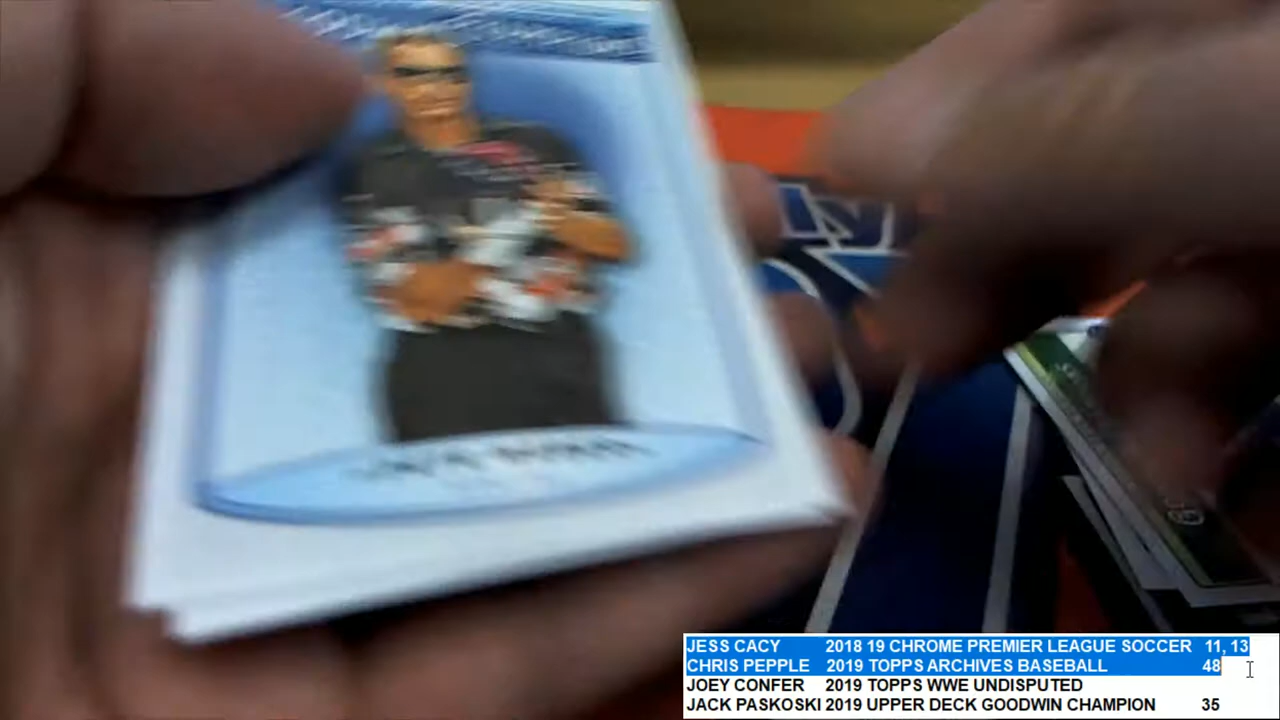 JESS CACY 2018 19 CHROME PREMIER LEAGUE SOCCER 11, 13
CHRIS PEPPLE 2019 TOPPS ARCHIVES BASEBALL 48
JOEY CONFER 2019 TOPPS WWE UNDISPUTED
JACK PASKOSKI 2019 UPPER DECK GOODWIN CHAMPION 35